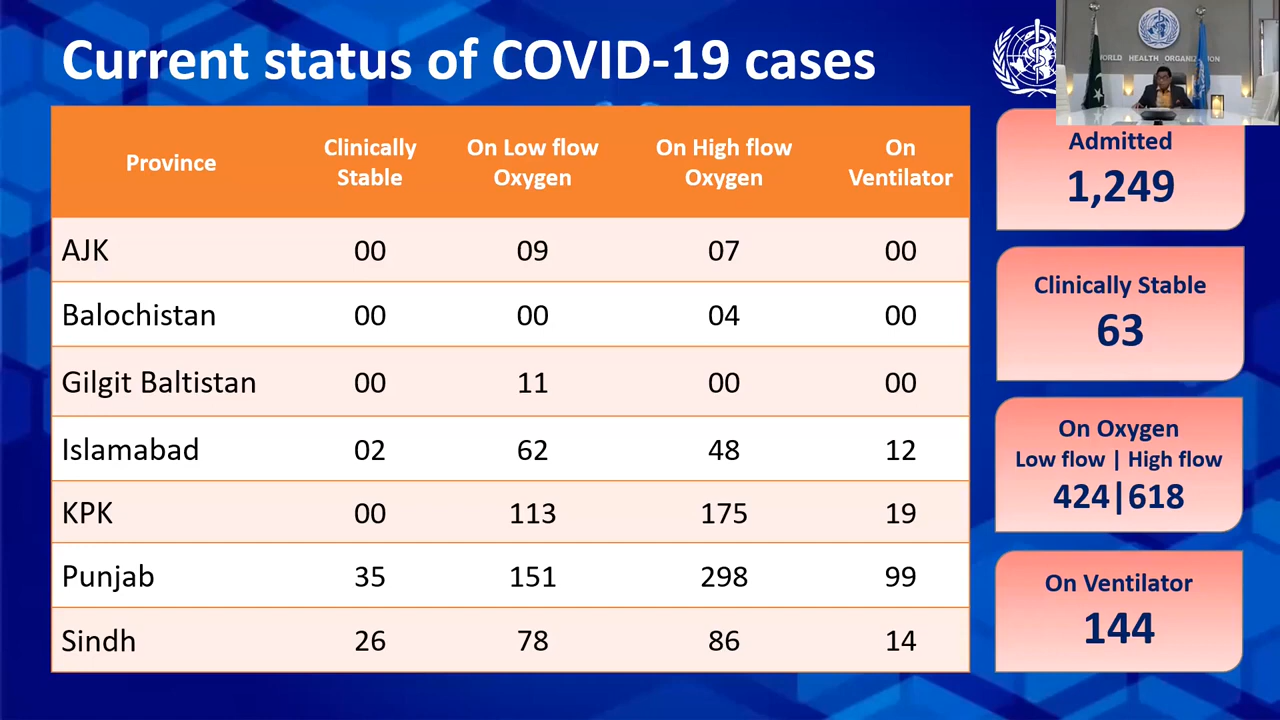 Current status of COVID-19 cases
WORLD HEALTH ORGANIZATION
Province Clinically Stable On Low flow Oxygen On High flow Oxygen On Ventilator
AJK 00 09 07 00
Balochistan 00 00 04 00
Gilgit Baltistan 00 11 00 00
Islamabad 02 62 48 12
KPK 00 113 175 19
Punjab 35 151 298 99
Sindh 26 78 86 14
Admitted
1,249
Clinically Stable
63
On Oxygen
Low flow | High flow
424|618
On Ventilator
144